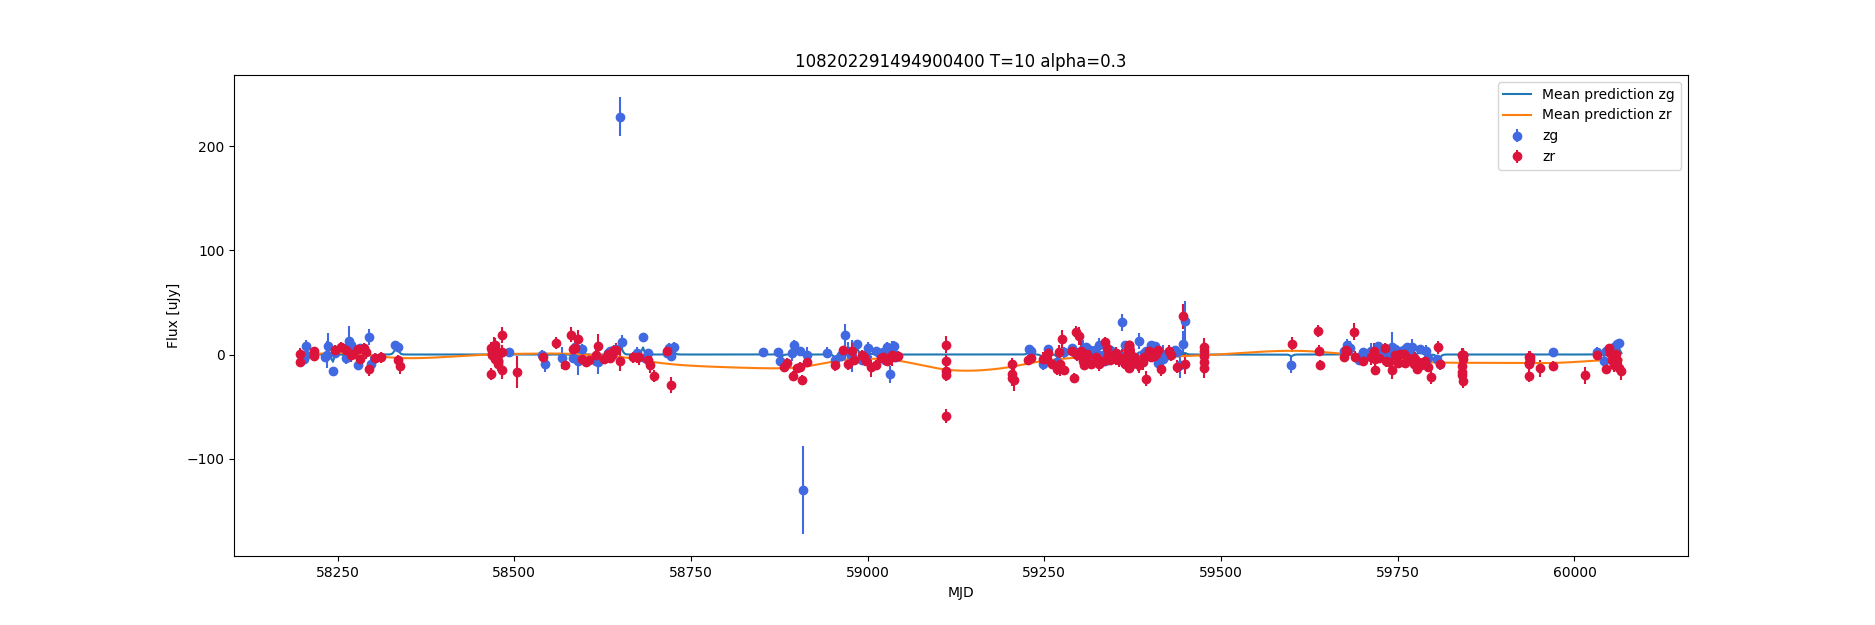 108202291494900400 T=10 alpha=0.3
Mean prediction zg
Mean prediction zr
zg
zr
Flux [uJy]
200
100
0
−100
58250 58500 58750 59000 59250 59500 59750 60000
MJD